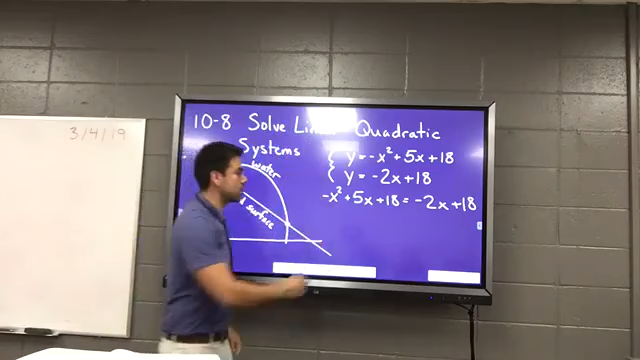 3/4/19
10-8 Solve Quadratic
Systems
water
surface
{ y = -x² + 5x + 18
{ y = -2x + 18
-x² + 5x + 18 = -2x + 18